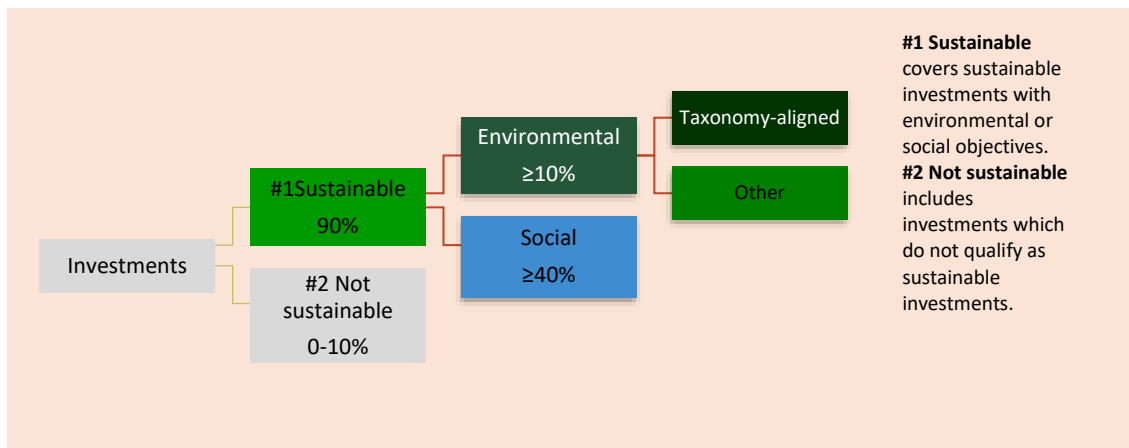 Investments
#1Sustainable
90%
#2 Not
sustainable
0-10%
Environmental
≥10%
Social
≥40%
Taxonomy-aligned
Other
#1 Sustainable
covers sustainable
investments with
environmental or
social objectives.
#2 Not sustainable
includes
investments which
do not qualify as
sustainable
investments.